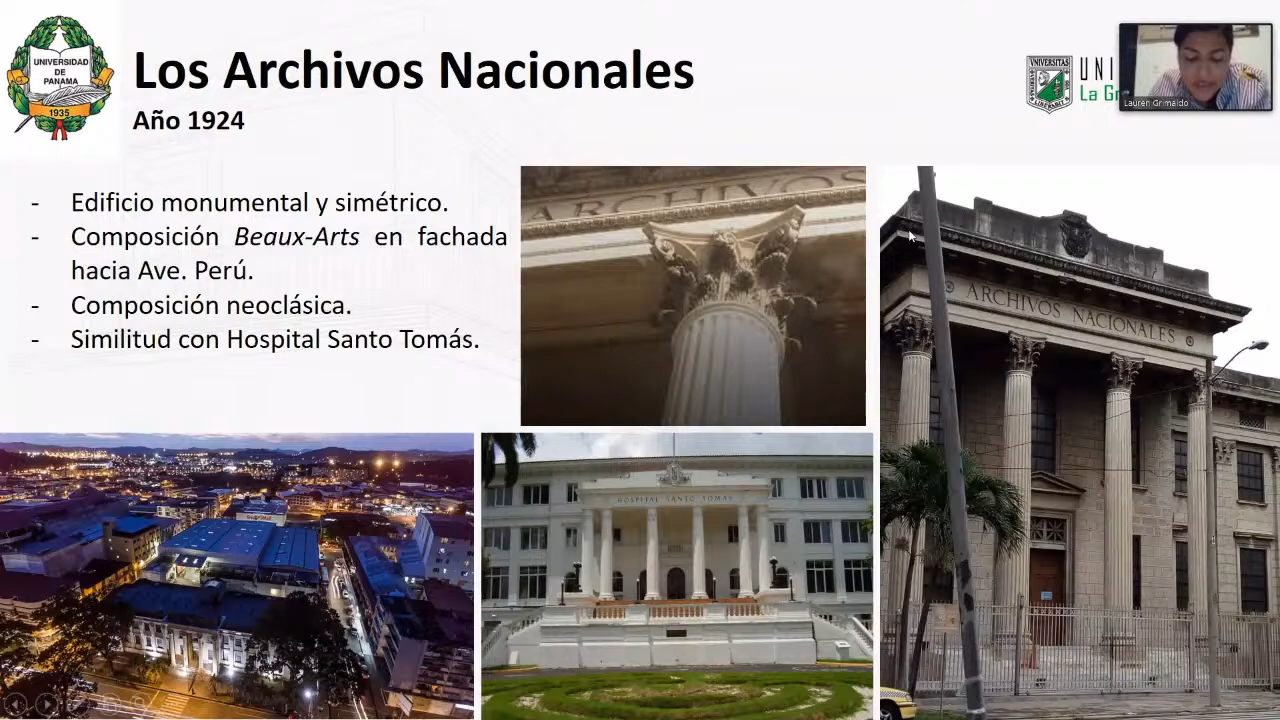 UNIVERSIDAD
DE
PANAMA
1935
Los Archivos Nacionales
Año 1924
UNIVERSITAS
LIBERTATIS
UNI
La Gr
Lauren Grimaldo
- Edificio monumental y simétrico.
- Composición Beaux-Arts en fachada
hacia Ave. Perú.
- Composición neoclásica.
- Similitud con Hospital Santo Tomás.
ARCHIVOS
ARCHIVOS NACIONALES
HOSPITAL SANTO TOMAS